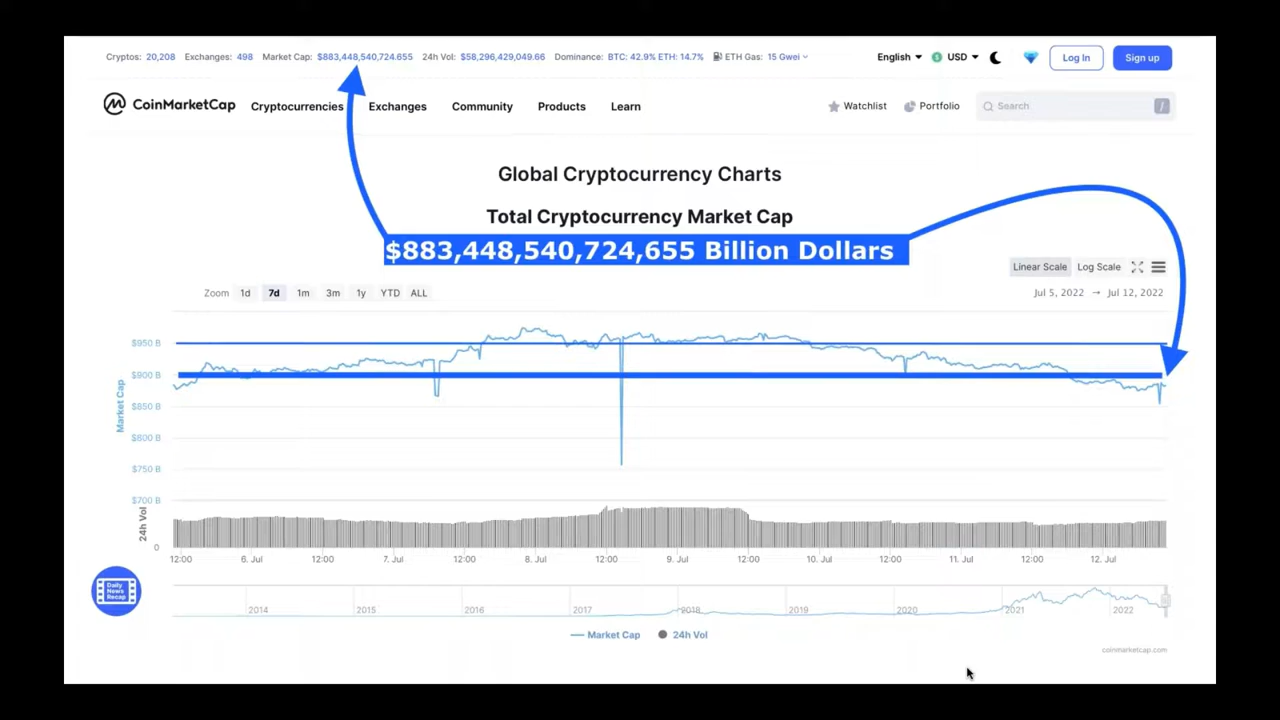 Cryptos: 20,208 Exchanges: 498 Market Cap: $883,448,540,724.655 24h Vol: $58,296,429,049.66 Dominance: BTC: 42.9% ETH: 14.7% ETH Gas: 15 Gwei English USD Log In Sign up
CoinMarketCap Cryptocurrencies Exchanges Community Products Learn Watchlist Portfolio Search /
Global Cryptocurrency Charts
Total Cryptocurrency Market Cap
$883,448,540,724,655 Billion Dollars
Linear Scale Log Scale
Zoom 1d 7d 1m 3m 1y YTD ALL Jul 5, 2022 → Jul 12, 2022
$950 B
$900 B
$850 B
$800 B
$750 B
$700 B
Market Cap
24h Vol
0
12:00 6. Jul 12:00 7. Jul 12:00 8. Jul 12:00 9. Jul 12:00 10. Jul 12:00 11. Jul 12:00 12. Jul
Daily
News
Recap
2014 2015 2016 2017 2018 2019 2020 2021 2022
Market Cap 24h Vol
coinmarketcap.com